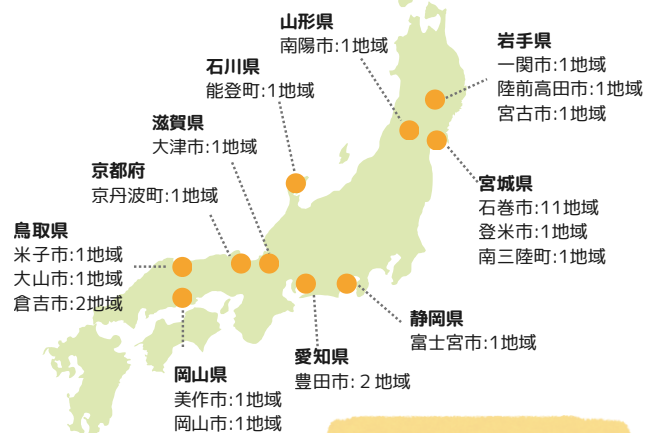 山形県
南陽市:1地域
岩手県
一関市:1地域
陸前高田市:1地域
宮古市:1地域
石川県
能登町:1地域
滋賀県
大津市:1地域
京都府
京丹波町:1地域
宮城県
石巻市:11地域
登米市:1地域
南三陸町:1地域
鳥取県
米子市:1地域
大山市:1地域
倉吉市:2地域
静岡県
富士宮市:1地域
愛知県
豊田市:２地域
岡山県
美作市:1地域
岡山市:1地域